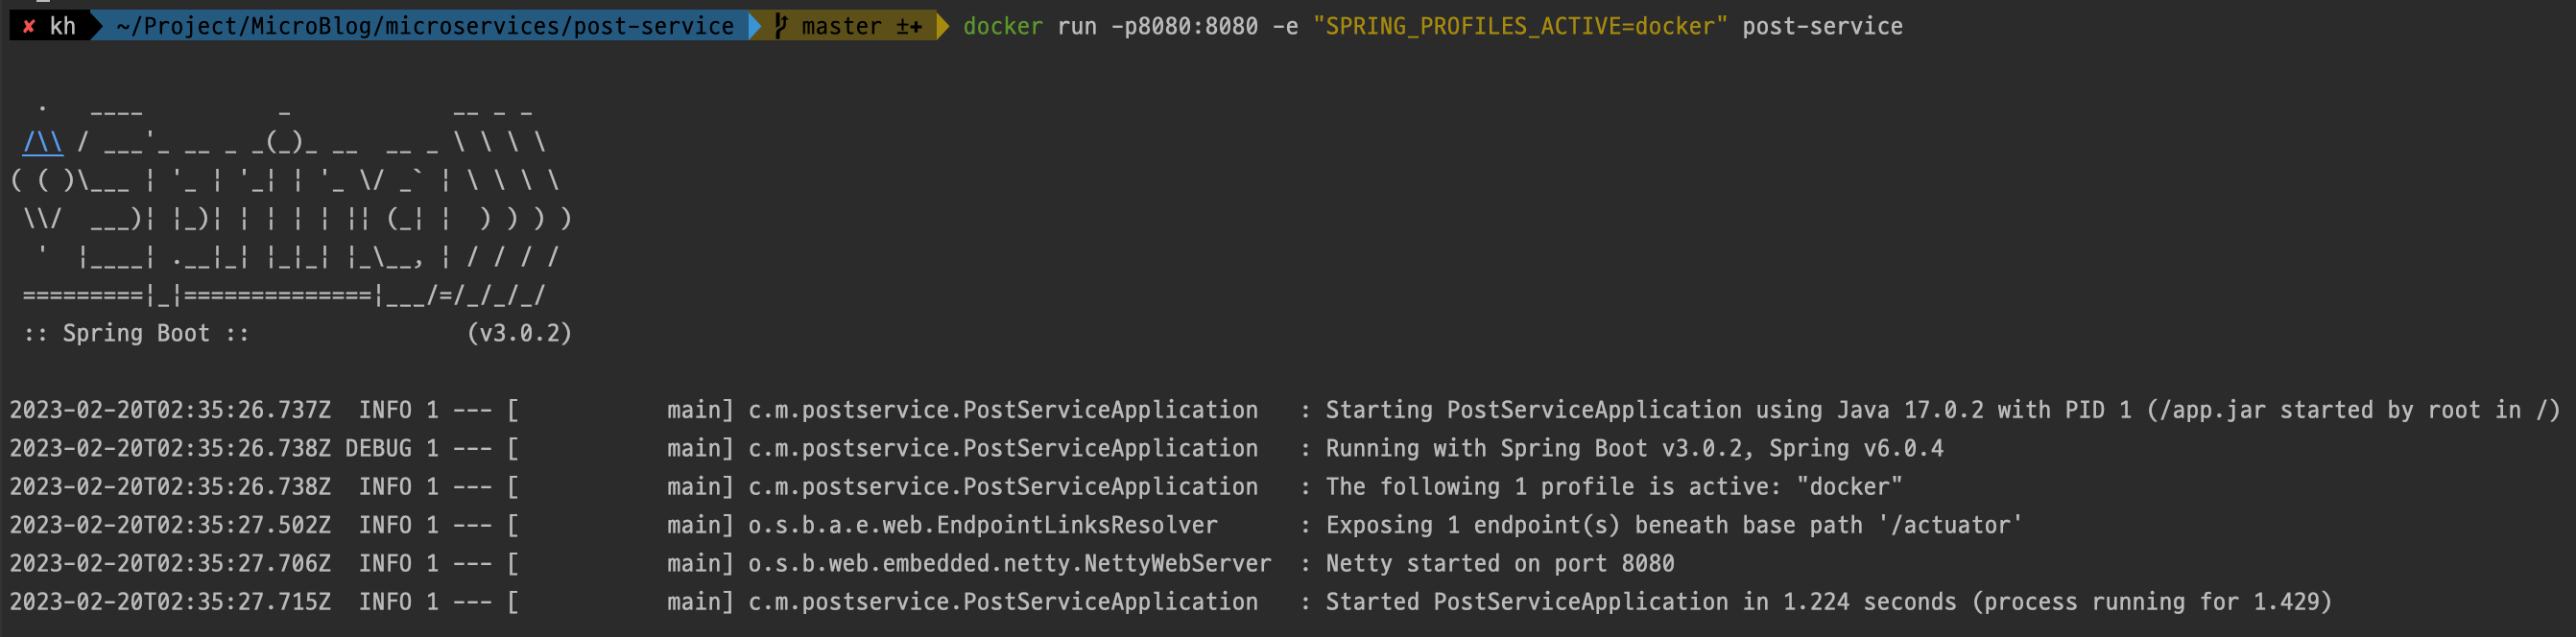 ✘ kh ~/Project/MicroBlog/microservices/post-service master ±✚ docker run -p8080:8080 -e "SPRING_PROFILES_ACTIVE=docker" post-service
  .   ____          _            __ _ _
 /\\ / ___'_ __ _ _(_)_ __  __ _ \ \ \ \
( ( )\___ | '_ | '_| | '_ \/ _` | \ \ \ \
 \\/  ___)| |_)| | | | | || (_| |  ) ) ) )
  '  |____| .__|_| |_|_| |_\__, | / / / /
 =========|_|==============|___/=/_/_/_/
 :: Spring Boot ::                (v3.0.2)
2023-02-20T02:35:26.737Z  INFO 1 --- [           main] c.m.postservice.PostServiceApplication   : Starting PostServiceApplication using Java 17.0.2 with PID 1 (/app.jar started by root in /)
2023-02-20T02:35:26.738Z DEBUG 1 --- [           main] c.m.postservice.PostServiceApplication   : Running with Spring Boot v3.0.2, Spring v6.0.4
2023-02-20T02:35:26.738Z  INFO 1 --- [           main] c.m.postservice.PostServiceApplication   : The following 1 profile is active: "docker"
2023-02-20T02:35:27.502Z  INFO 1 --- [           main] o.s.b.a.e.web.EndpointLinksResolver      : Exposing 1 endpoint(s) beneath base path '/actuator'
2023-02-20T02:35:27.706Z  INFO 1 --- [           main] o.s.b.web.embedded.netty.NettyWebServer  : Netty started on port 8080
2023-02-20T02:35:27.715Z  INFO 1 --- [           main] c.m.postservice.PostServiceApplication   : Started PostServiceApplication in 1.224 seconds (process running for 1.429)